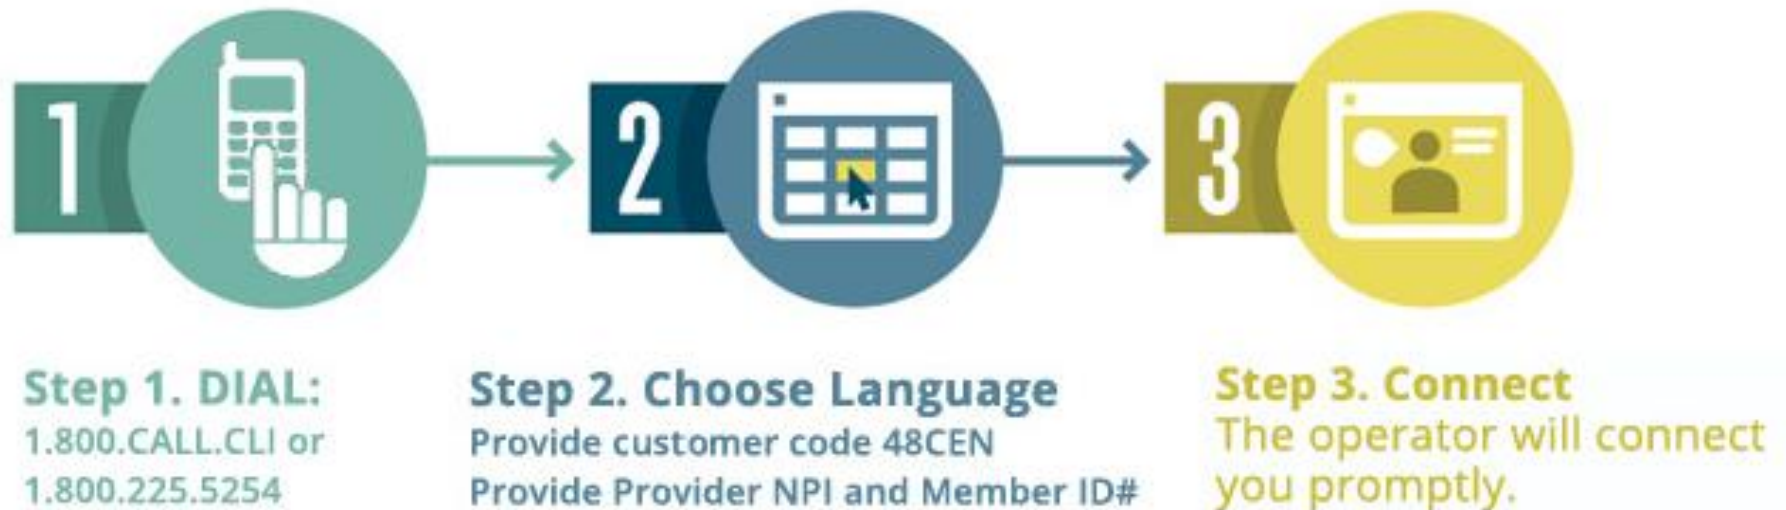 1
2
3
Step 1. DIAL:
1.800.CALL.CLI or
1.800.225.5254
Step 2. Choose Language
Provide customer code 48CEN
Provide Provider NPI and Member ID#
Step 3. Connect
The operator will connect
you promptly.